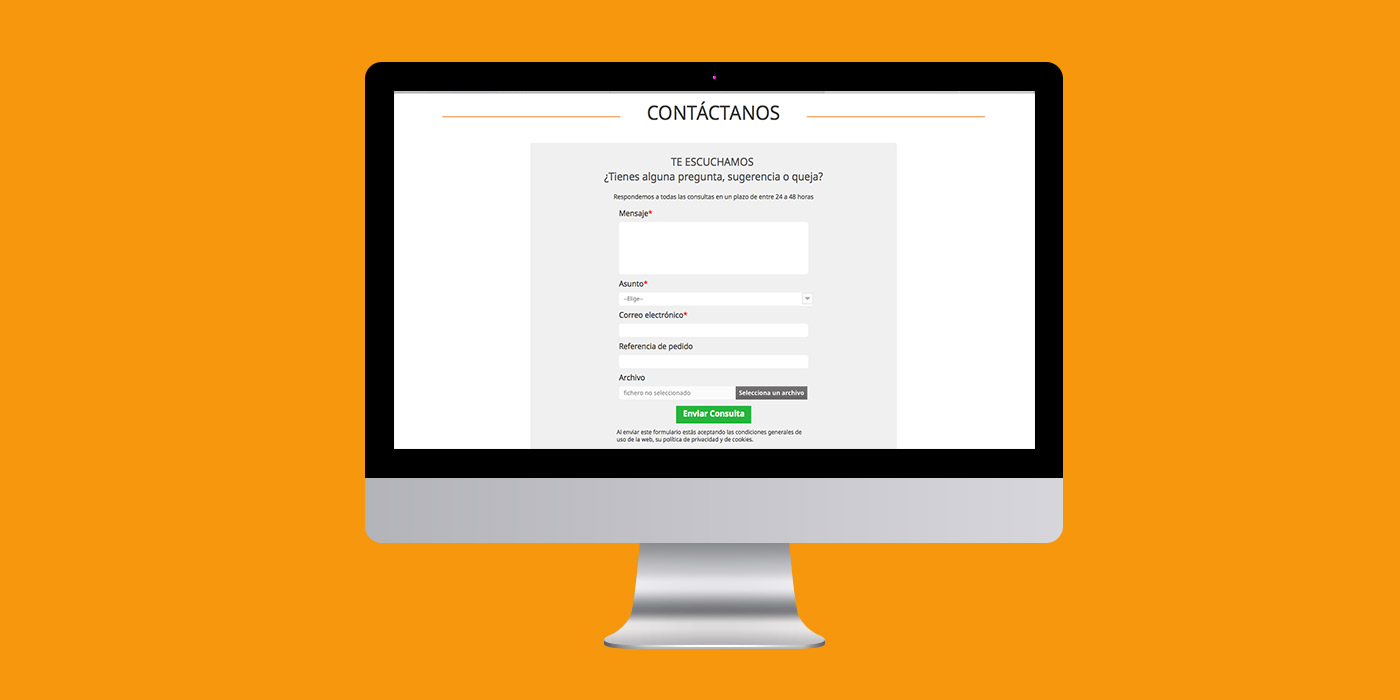 CONTÁCTANOS
TE ESCUCHAMOS
¿Tienes alguna pregunta, sugerencia o queja?
Respondemos a todas las consultas en un plazo de entre 24 a 48 horas
Mensaje*
Asunto*
--Elige--
Correo electrónico*
Referencia de pedido
Archivo
fichero no seleccionado Selecciona un archivo
Enviar Consulta
Al enviar este formulario estás aceptando las condiciones generales de
uso de la web, su política de privacidad y de cookies.